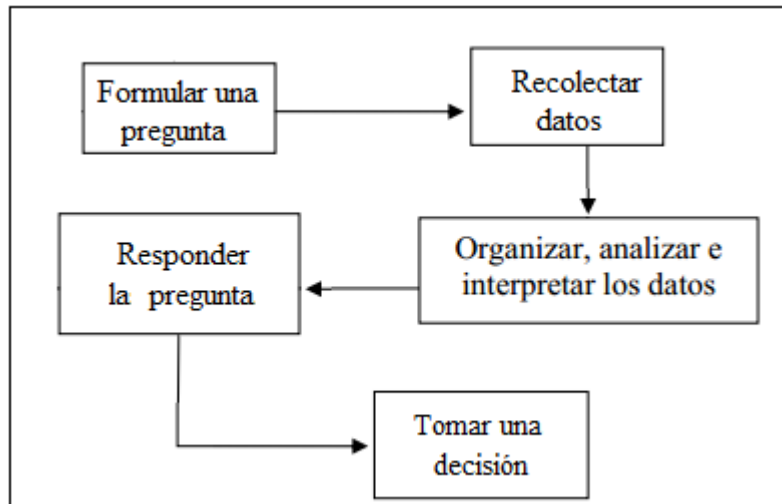 Formular una
pregunta
Recolectar
datos
Organizar, analizar e
interpretar los datos
Responder
la pregunta
Tomar una
decisión